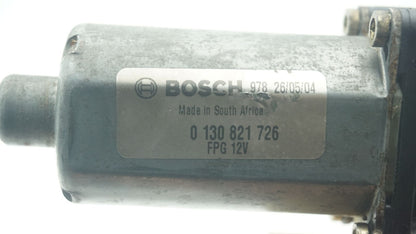 BOSCH 978 26/05/04
Made in South Africa
0 130 821 726
FPG 12V